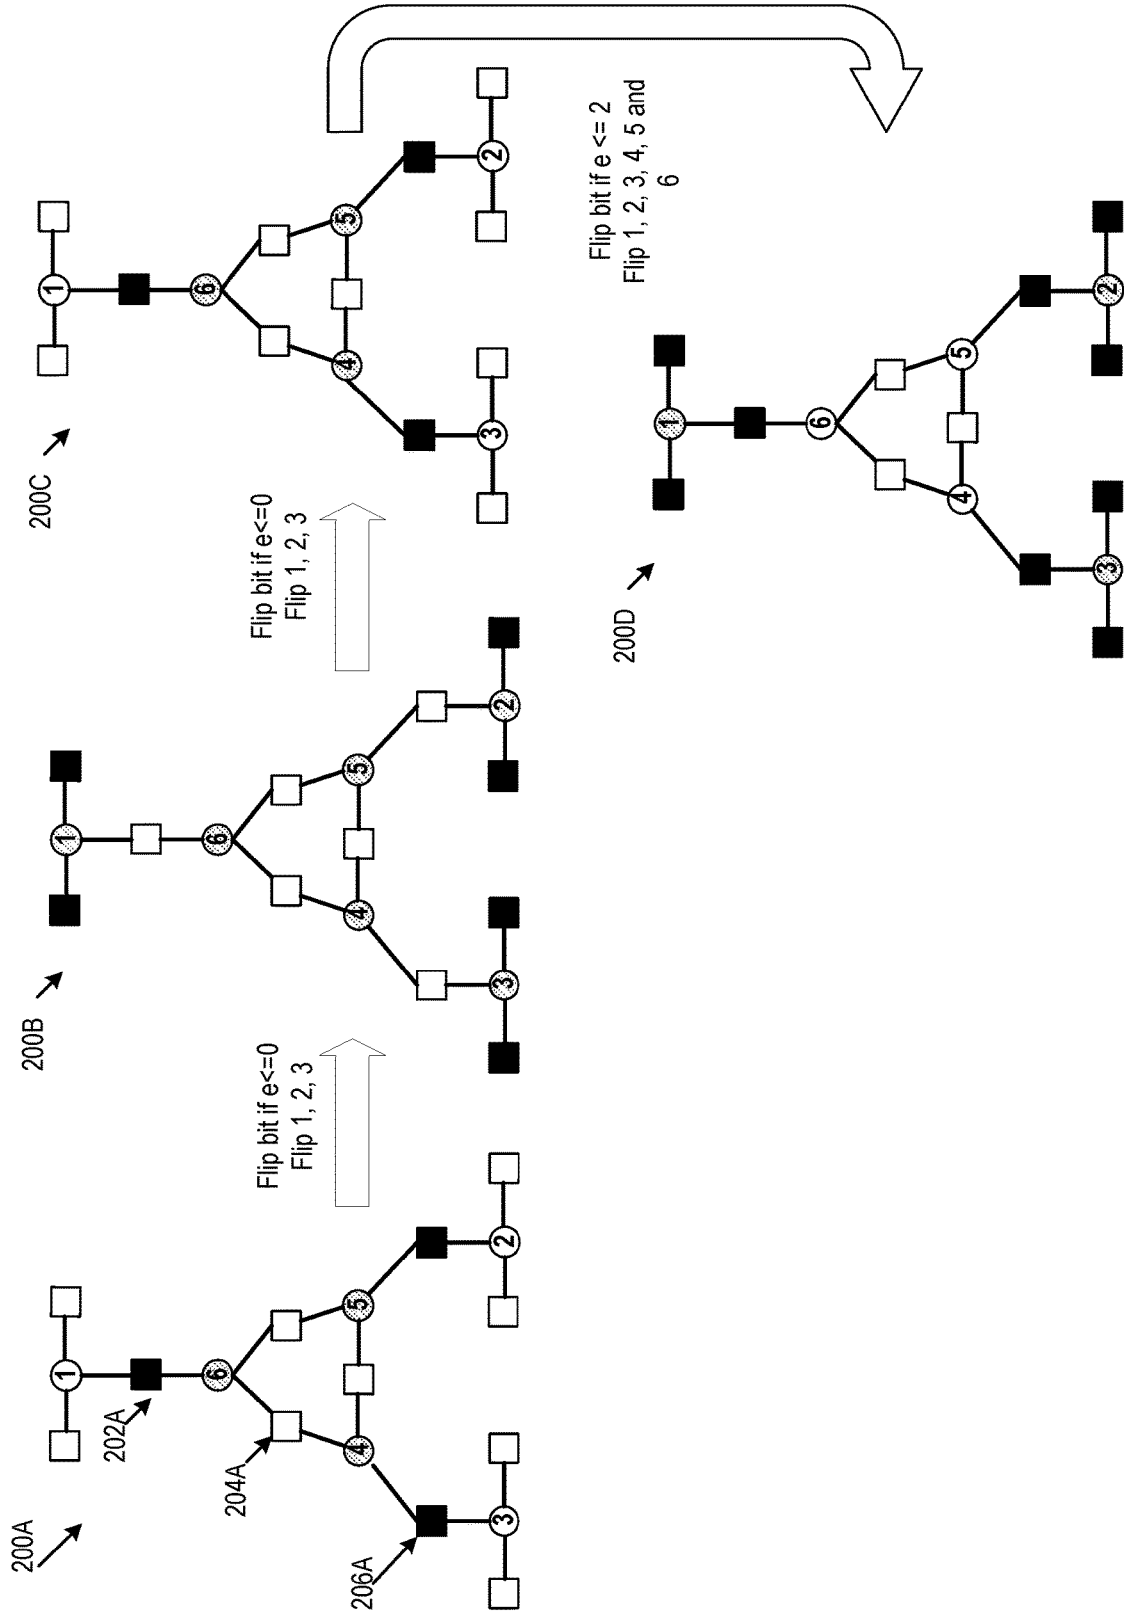 200A
202A
204A
206A
1
6
4
5
3
2
Flip bit if e<=0
Flip 1, 2, 3
200B
1
6
4
5
3
2
Flip bit if e<=0
Flip 1, 2, 3
200C
1
6
4
5
3
2
Flip bit if e <= 2
Flip 1, 2, 3, 4, 5 and
6
200D
1
6
4
5
3
2